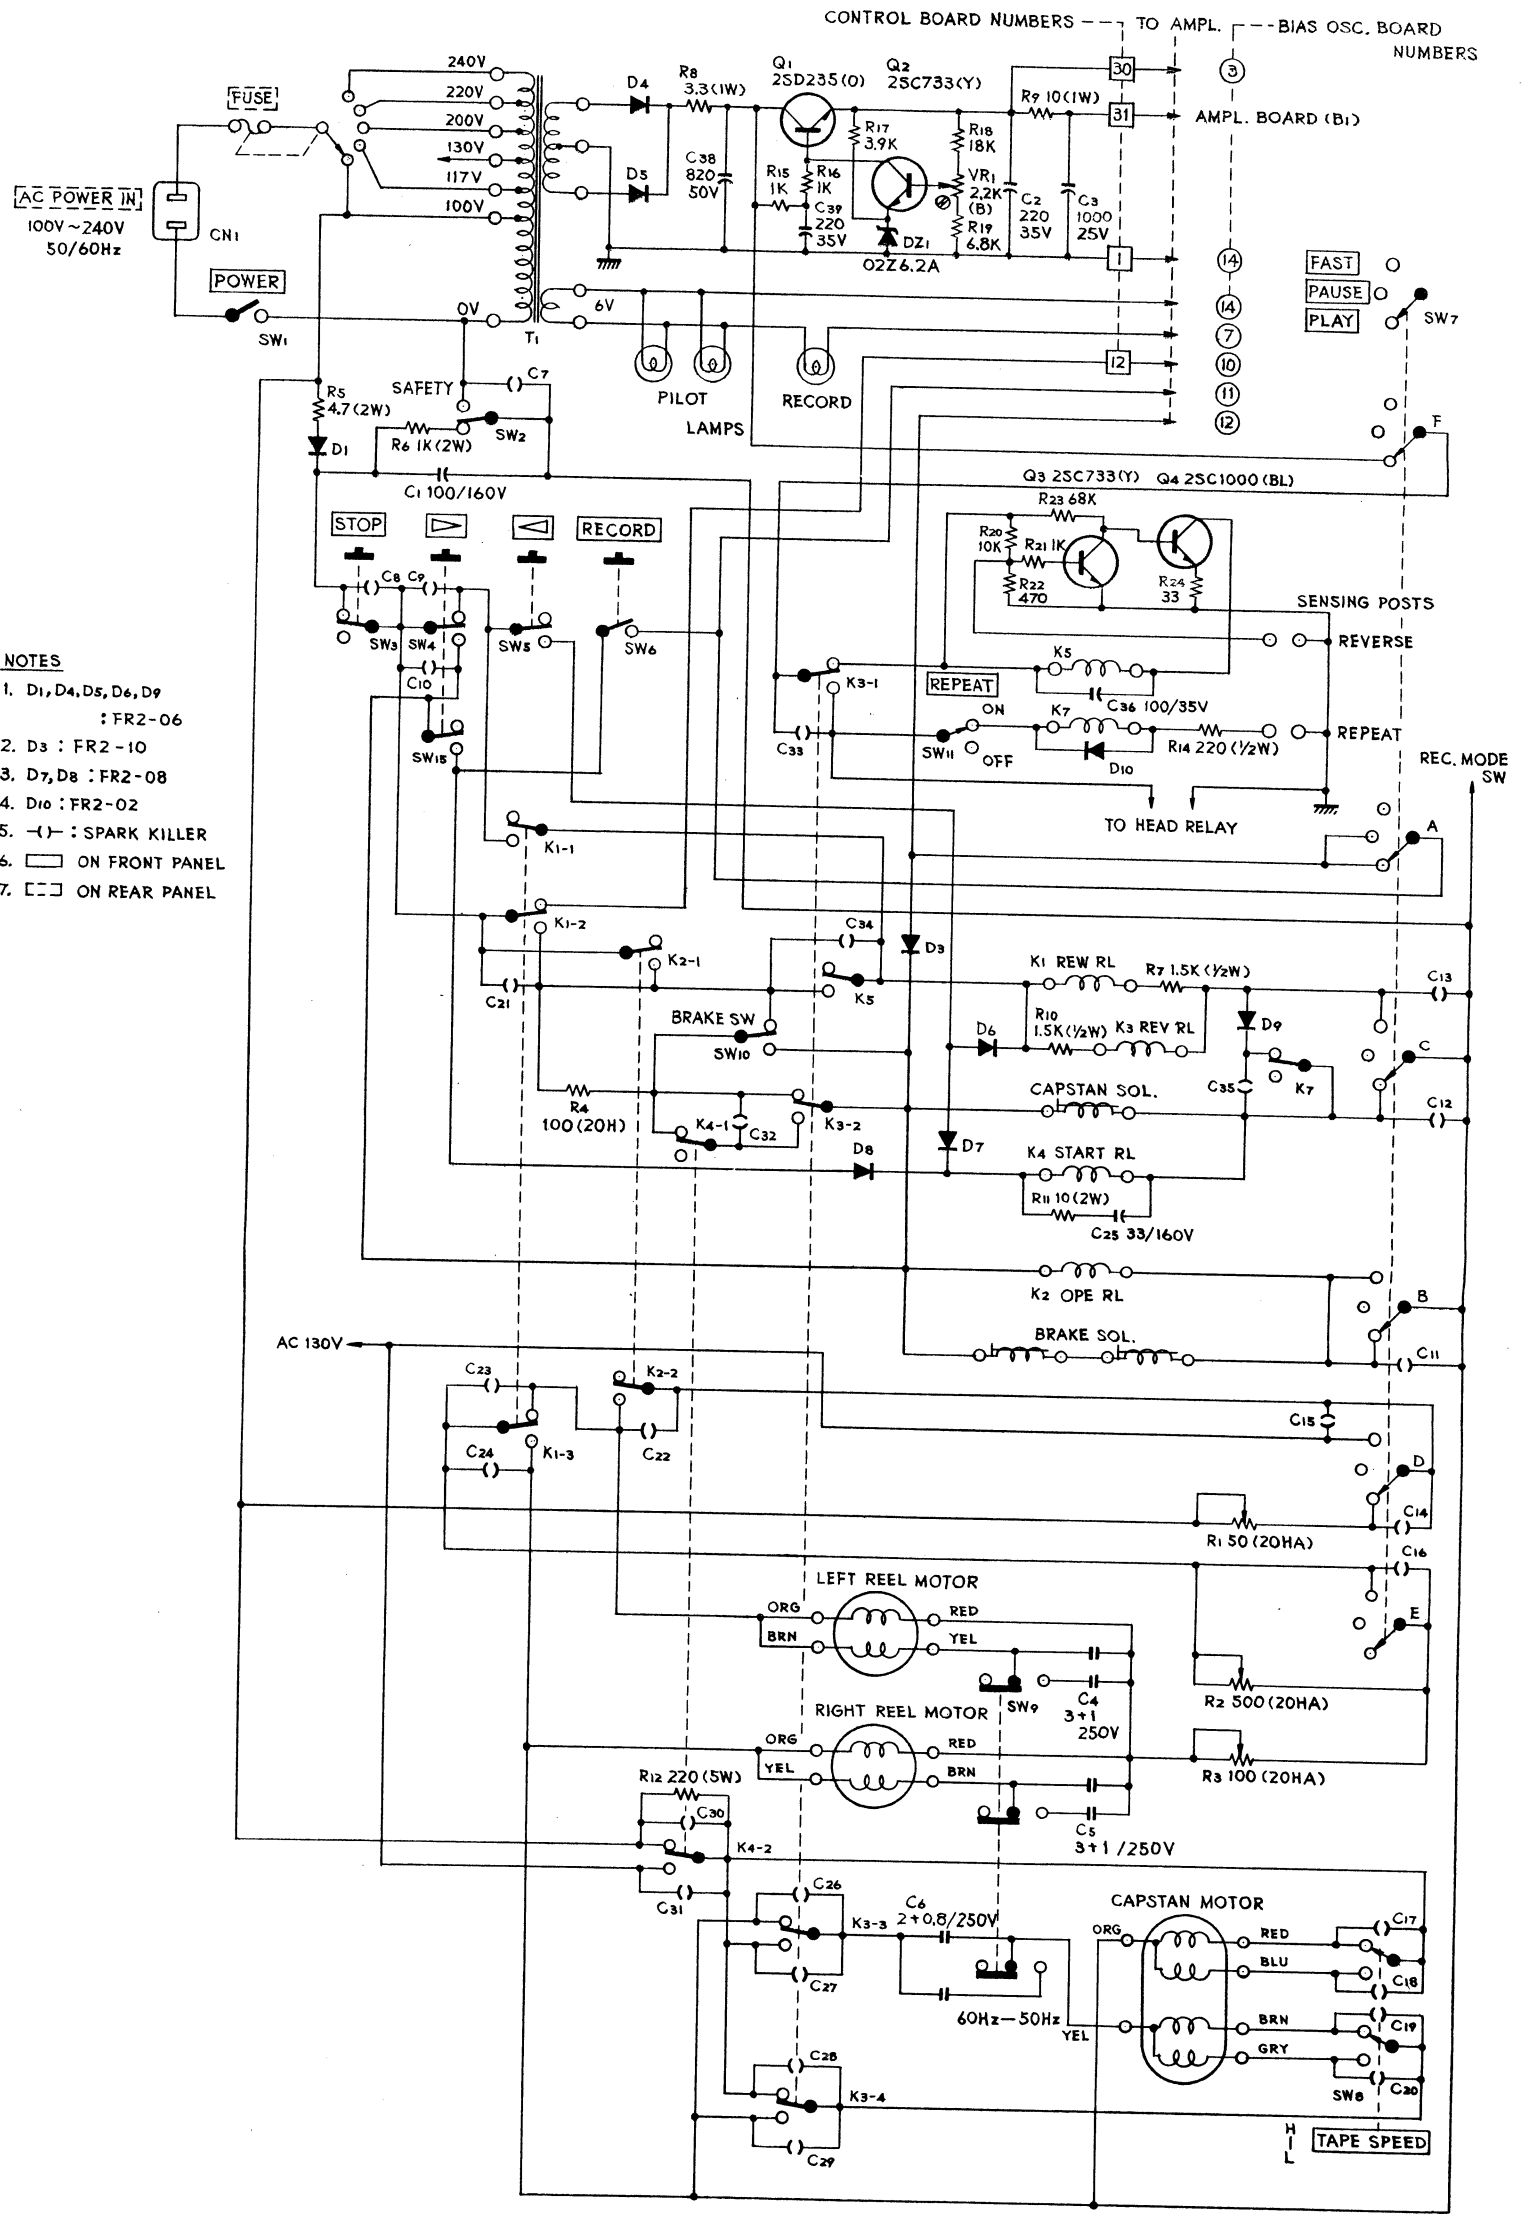 CONTROL BOARD NUMBERS --- TO AMPL. --- BIAS OSC. BOARD
NUMBERS
240V
220V
200V
130V
117V
100V
0V
FUSE
AC POWER IN
100V~240V
50/60Hz
CN1
POWER
SW1
T1
6V
D4
D5
R8
3.3(1W)
C38
820
50V
Q1
2SD235(O)
Q2
2SC733(Y)
R15
1K
R16
1K
C39
220
35V
R17
3.9K
R18
18K
VR1
2.2K
(B)
R19
6.8K
DZ1
02Z6.2A
C2
220
35V
C3
1000
25V
R9 10(1W)
30
31
1
12
3
AMPL. BOARD (B1)
14
14
7
10
11
12
FAST
PAUSE
PLAY
SW7
PILOT
RECORD
LAMPS
R5
4.7(2W)
D1
SAFETY
C7
SW2
R6 1K(2W)
C1 100/160V
F
STOP
▷
◁
RECORD
C8
C9
SW3
SW4
SW5
SW6
C10
SW15
Q3 2SC733(Y)
Q4 2SC1000(BL)
R23 68K
R20
10K
R21 1K
R22
470
R24
33
SENSING POSTS
REVERSE
K5
C36 100/35V
K3-1
REPEAT
C33
ON
SW11
OFF
K7
D10
R14 220 (1/2W)
REPEAT
TO HEAD RELAY
REC. MODE
SW
A
NOTES
1. D1, D4, D5, D6, D9
: FR2-06
2. D3 : FR2-10
3. D7, D8 : FR2-08
4. D10 : FR2-02
5. -( )- : SPARK KILLER
6. ON FRONT PANEL
7. ON REAR PANEL
K1-1
K1-2
K2-1
C21
C34
K5
D3
K1 REW RL
R7 1.5K (1/2W)
C13
BRAKE SW
SW10
D6
R10
1.5K(1/2W)
K3 REV RL
D9
C
C35
K7
CAPSTAN SOL.
C12
R4
100(20H)
K4-1
C32
K3-2
D8
D7
K4 START RL
R11 10(2W)
C25 33/160V
K2 OPE RL
B
BRAKE SOL.
C11
AC 130V
C23
K2-2
C24
K1-3
C22
C15
D
C14
R1 50 (20HA)
C16
E
LEFT REEL MOTOR
ORG
RED
BRN
YEL
SW9
C4
3+1
250V
R2 500 (20HA)
RIGHT REEL MOTOR
ORG
RED
YEL
BRN
C5
3+1 /250V
R3 100 (20HA)
R12 220 (5W)
C30
K4-2
C31
C26
K3-3
C27
C6
2+0.8/250V
60Hz—50Hz
CAPSTAN MOTOR
ORG
RED
BLU
C17
C18
YEL
BRN
GRY
C19
C20
SW8
C28
K3-4
C29
H
L
TAPE SPEED